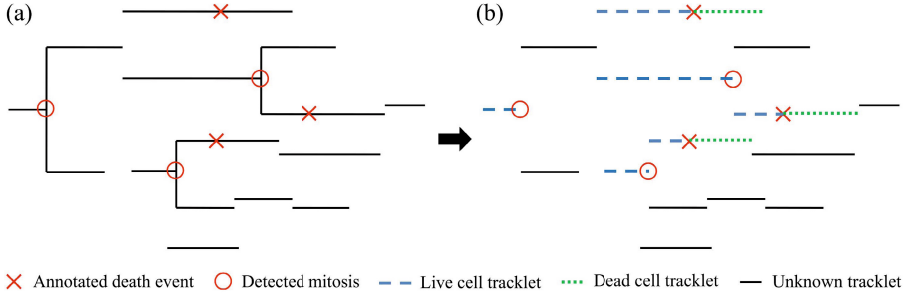 (a)
(b)
Annotated death event Detected mitosis Live cell tracklet Dead cell tracklet Unknown tracklet